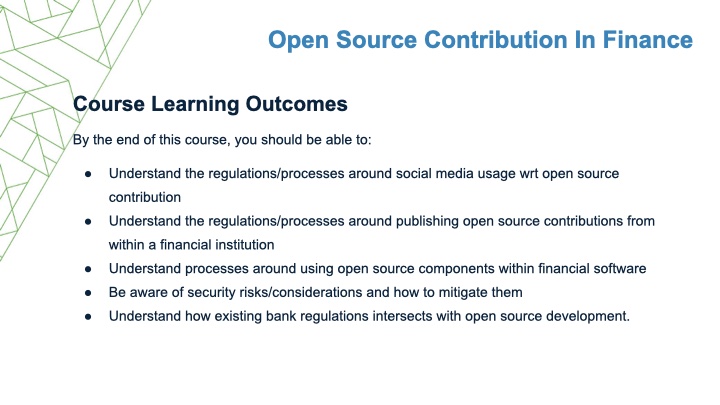 Open Source Contribution In Finance
Course Learning Outcomes
By the end of this course, you should be able to:
● Understand the regulations/processes around social media usage wrt open source
contribution
● Understand the regulations/processes around publishing open source contributions from
within a financial institution
● Understand processes around using open source components within financial software
● Be aware of security risks/considerations and how to mitigate them
● Understand how existing bank regulations intersects with open source development.